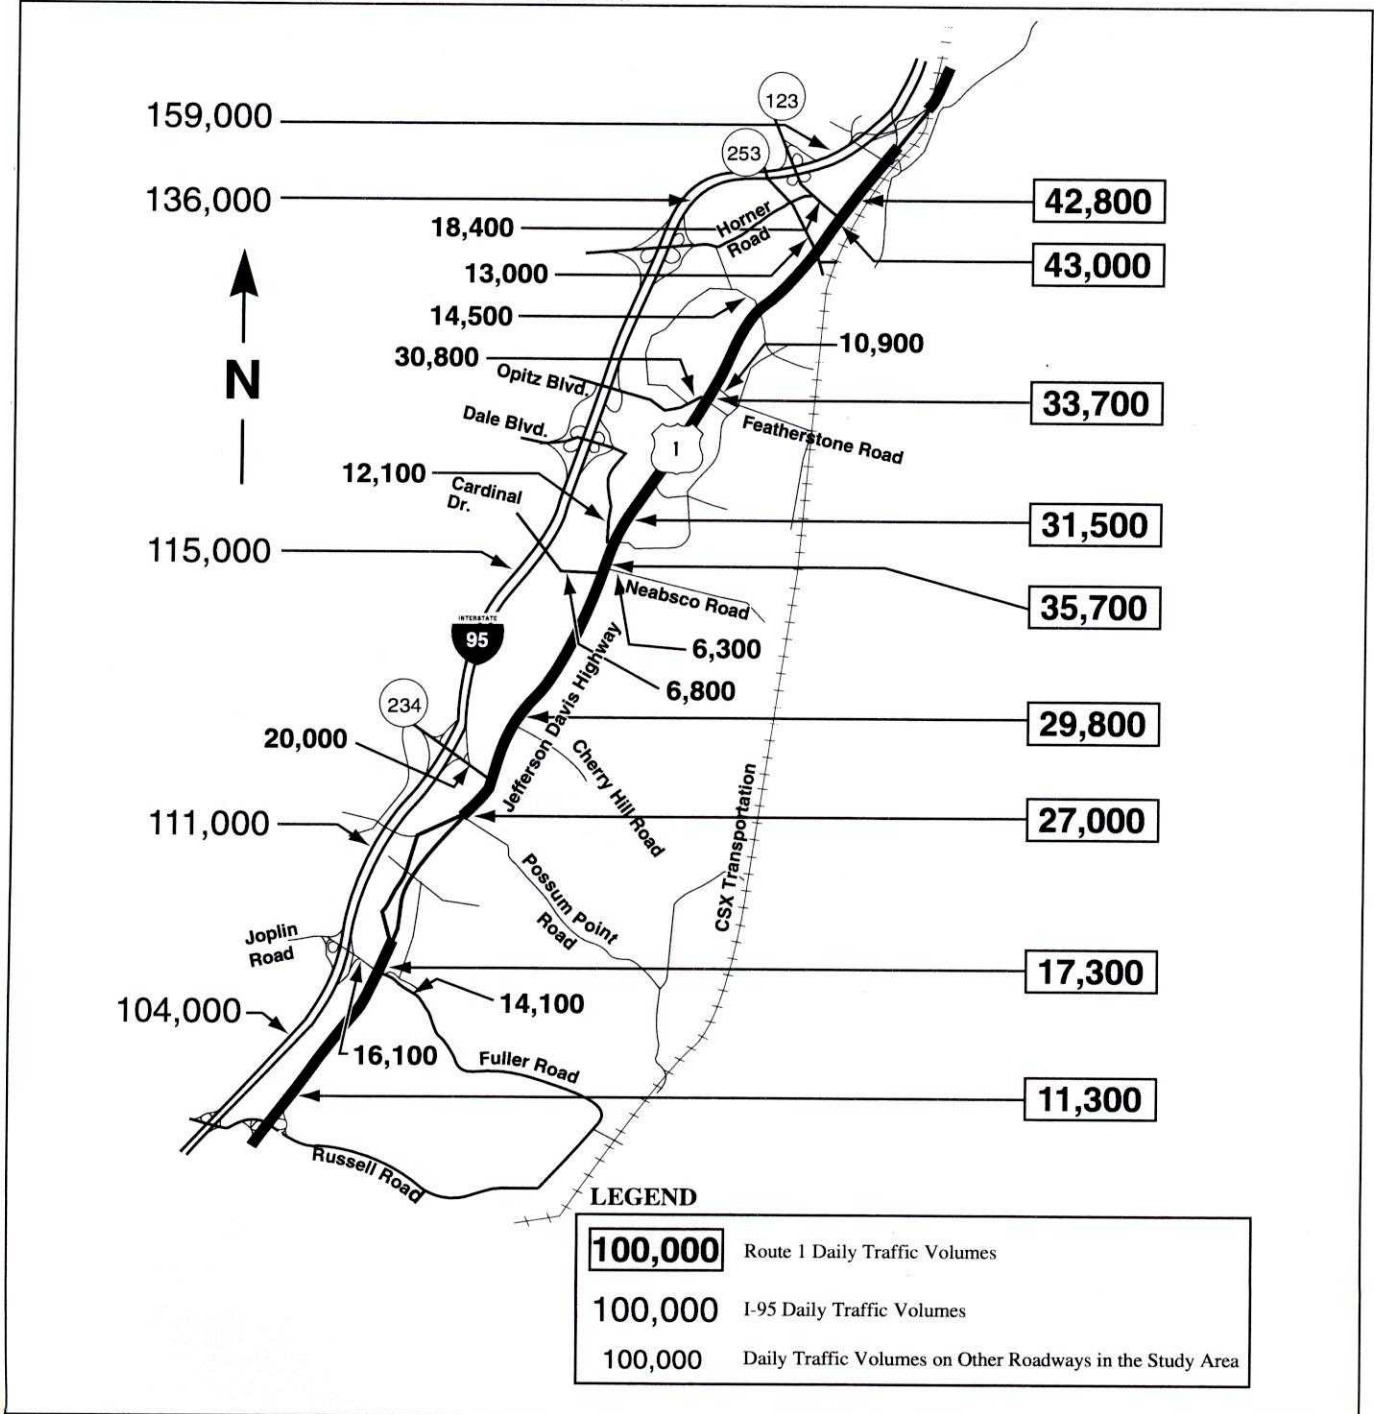 123
159,000
253
136,000
42,800
18,400
Horner
Road
43,000
13,000
14,500
10,900
N
30,800
Opitz Blvd.
33,700
Dale Blvd.
Featherstone Road
1
12,100
Cardinal
Dr.
31,500
115,000
Neabsco Road
35,700
INTERSTATE
95
6,300
6,800
Jefferson Davis Highway
234
29,800
20,000
Cherry Hill Road
111,000
27,000
CSX Transportation
Possum Point
Road
Joplin
Road
17,300
14,100
104,000
16,100
Fuller Road
11,300
Russell Road
LEGEND
100,000 Route 1 Daily Traffic Volumes
100,000 I-95 Daily Traffic Volumes
100,000 Daily Traffic Volumes on Other Roadways in the Study Area